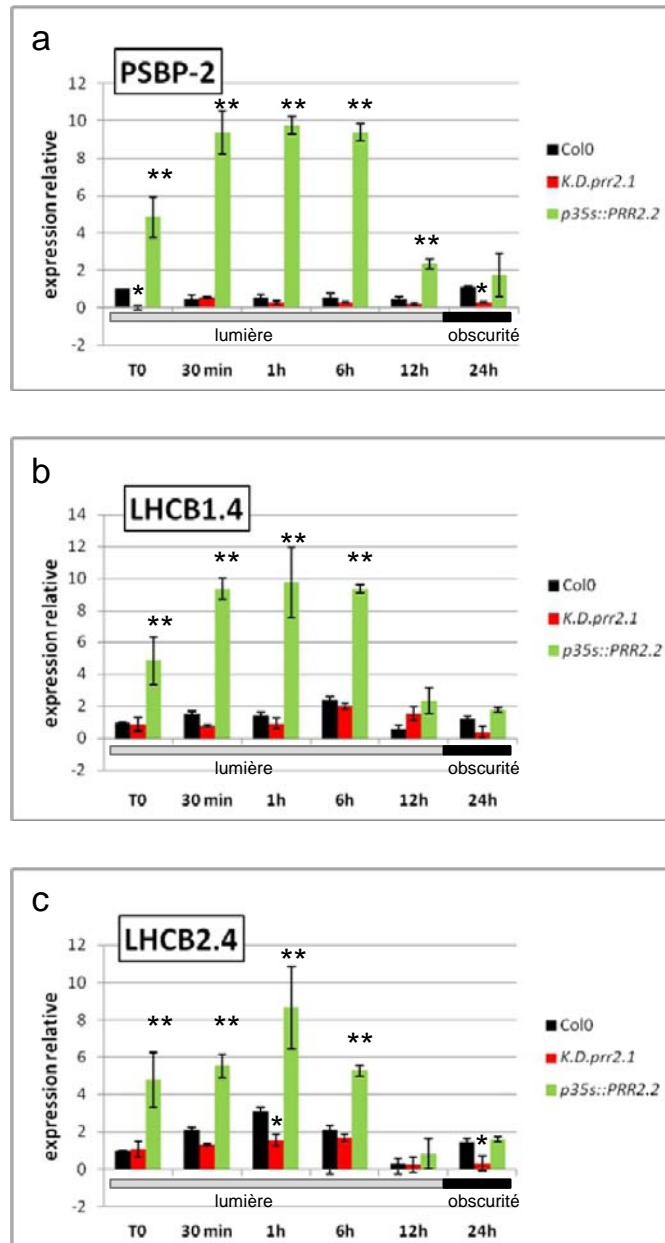 a
PSBP-2
expression relative
12
10
8
6
4
2
0
-2
**
*
**
**
**
**
*
Col0
K.D.prr2.1
p35s::PRR2.2
lumière obscurité
T0 30 min 1h 6h 12h 24h
b
LHCB1.4
expression relative
14
12
10
8
6
4
2
0
-2
**
**
**
**
Col0
K.D.prr2.1
p35s::PRR2.2
lumière obscurité
T0 30 min 1h 6h 12h 24h
c
LHCB2.4
expression relative
12
10
8
6
4
2
0
-2
**
**
**
*
**
*
Col0
K.D.prr2.1
p35s::PRR2.2
lumière obscurité
T0 30 min 1h 6h 12h 24h